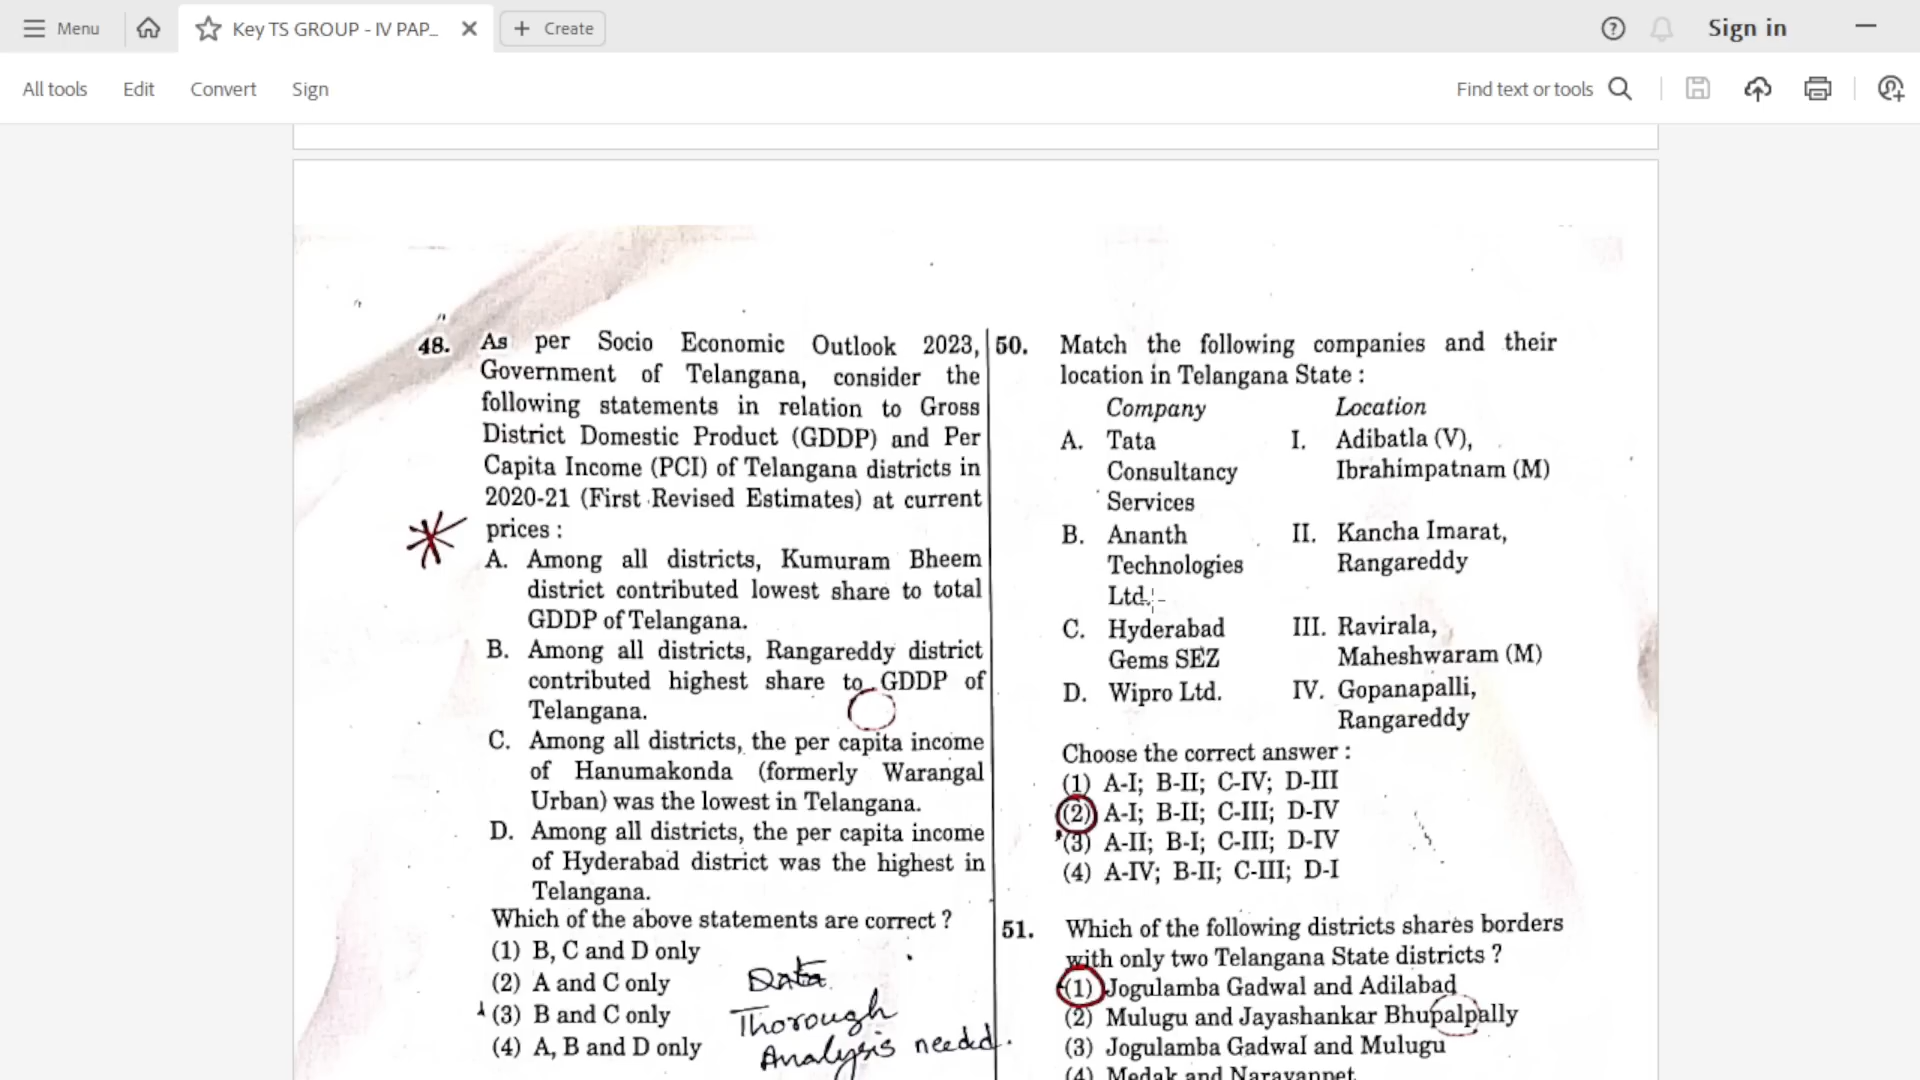 Menu
Key TS GROUP - IV PAP_
Create
Sign in
All tools
Edit
Convert
Sign
Find text or tools
48. As per Socio Economic Outlook 2023,
Government of Telangana, consider the
following statements in relation to Gross
District Domestic Product (GDDP) and Per
Capita Income (PCI) of Telangana districts in
2020-21 (First Revised Estimates) at current
prices :
A. Among all districts, Kumuram Bheem
district contributed lowest share to total
GDDP of Telangana.
B. Among all districts, Rangareddy district
contributed highest share to GDDP of
Telangana.
C. Among all districts, the per capita income
of Hanumakonda (formerly Warangal
Urban) was the lowest in Telangana.
D. Among all districts, the per capita income
of Hyderabad district was the highest in
Telangana.
Which of the above statements are correct ?
(1) B, C and D only
(2) A and C only
(3) B and C only
(4) A, B and D only
Data
Thorough
Analysis needed.
50. Match the following companies and their
location in Telangana State :
Company Location
A. Tata I. Adibatla (V),
Consultancy Ibrahimpatnam (M)
Services
B. Ananth II. Kancha Imarat,
Technologies Rangareddy
Ltd.
C. Hyderabad III. Ravirala,
Gems SEZ Maheshwaram (M)
D. Wipro Ltd. IV. Gopanapalli,
Rangareddy
Choose the correct answer :
(1) A-I; B-II; C-IV; D-III
(2) A-I; B-II; C-III; D-IV
(3) A-II; B-I; C-III; D-IV
(4) A-IV; B-II; C-III; D-I
51. Which of the following districts shares borders
with only two Telangana State districts ?
(1) Jogulamba Gadwal and Adilabad
(2) Mulugu and Jayashankar Bhupalpally
(3) Jogulamba Gadwal and Mulugu
(4) Medak and Narayanpet